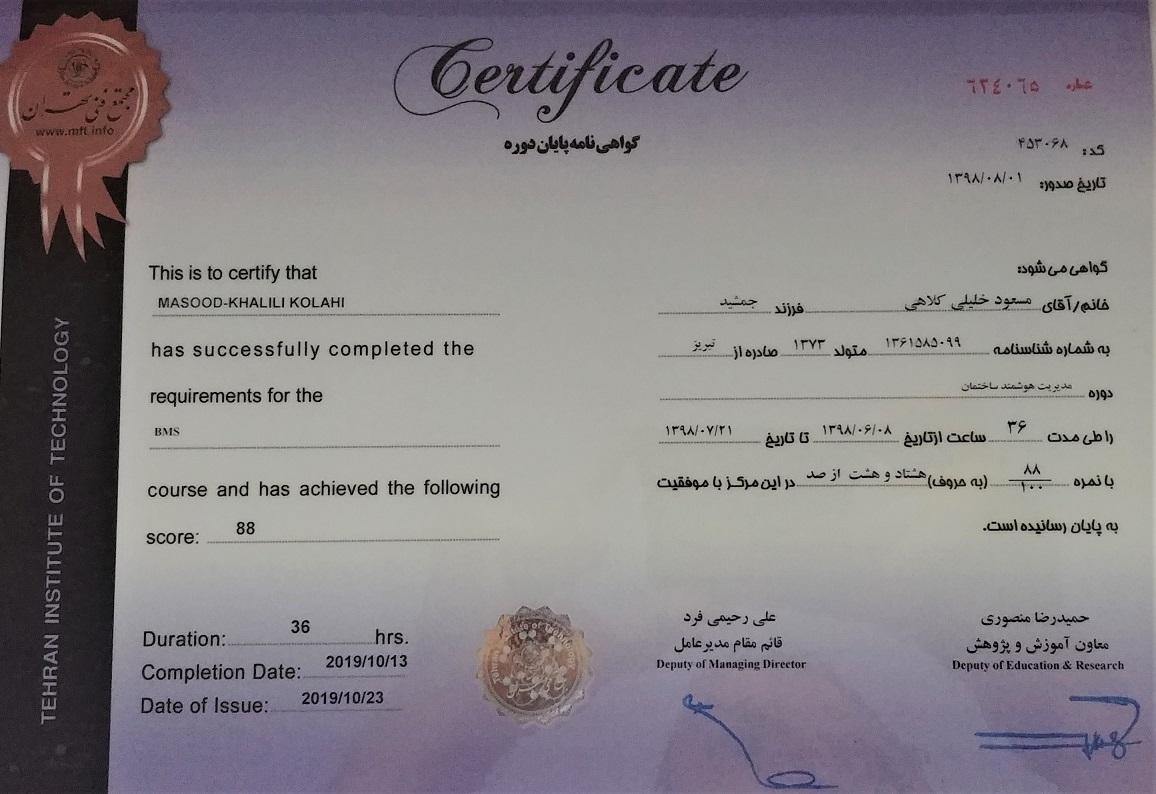 Certificate
گواهی نامه پایان دوره
شماره ٦٢٤٠٦٥
کد: ۴۵۳۰۶۸
تاریخ صدور: ۱۳۹۸/۰۸/۰۱
مجتمع فنی تهران
www.mft.info
TEHRAN INSTITUTE OF TECHNOLOGY
This is to certify that
MASOOD-KHALILI KOLAHI
has successfully completed the
requirements for the
BMS
course and has achieved the following
score: 88
گواهی می شود:
خانم/آقای مسعود خلیلی کلاهی فرزند جمشید
به شماره شناسنامه ۱۳۶۱۵۸۵۰۹۹ متولد ۱۳۷۳ صادره از تبریز
دوره مدیریت هوشمند ساختمان
را طی مدت ۳۶ ساعت از تاریخ ۱۳۹۸/۰۶/۰۸ تا تاریخ ۱۳۹۸/۰۷/۲۱
با نمره ۸۸/۱۰۰ (به حروف) هشتاد و هشت از صد در این مرکز با موفقیت
به پایان رسانیده است.
Duration: 36 hrs.
Completion Date: 2019/10/13
Date of Issue: 2019/10/23
علی رحیمی فرد
قائم مقام مدیرعامل
Deputy of Managing Director
حمیدرضا منصوری
معاون آموزش و پژوهش
Deputy of Education & Research